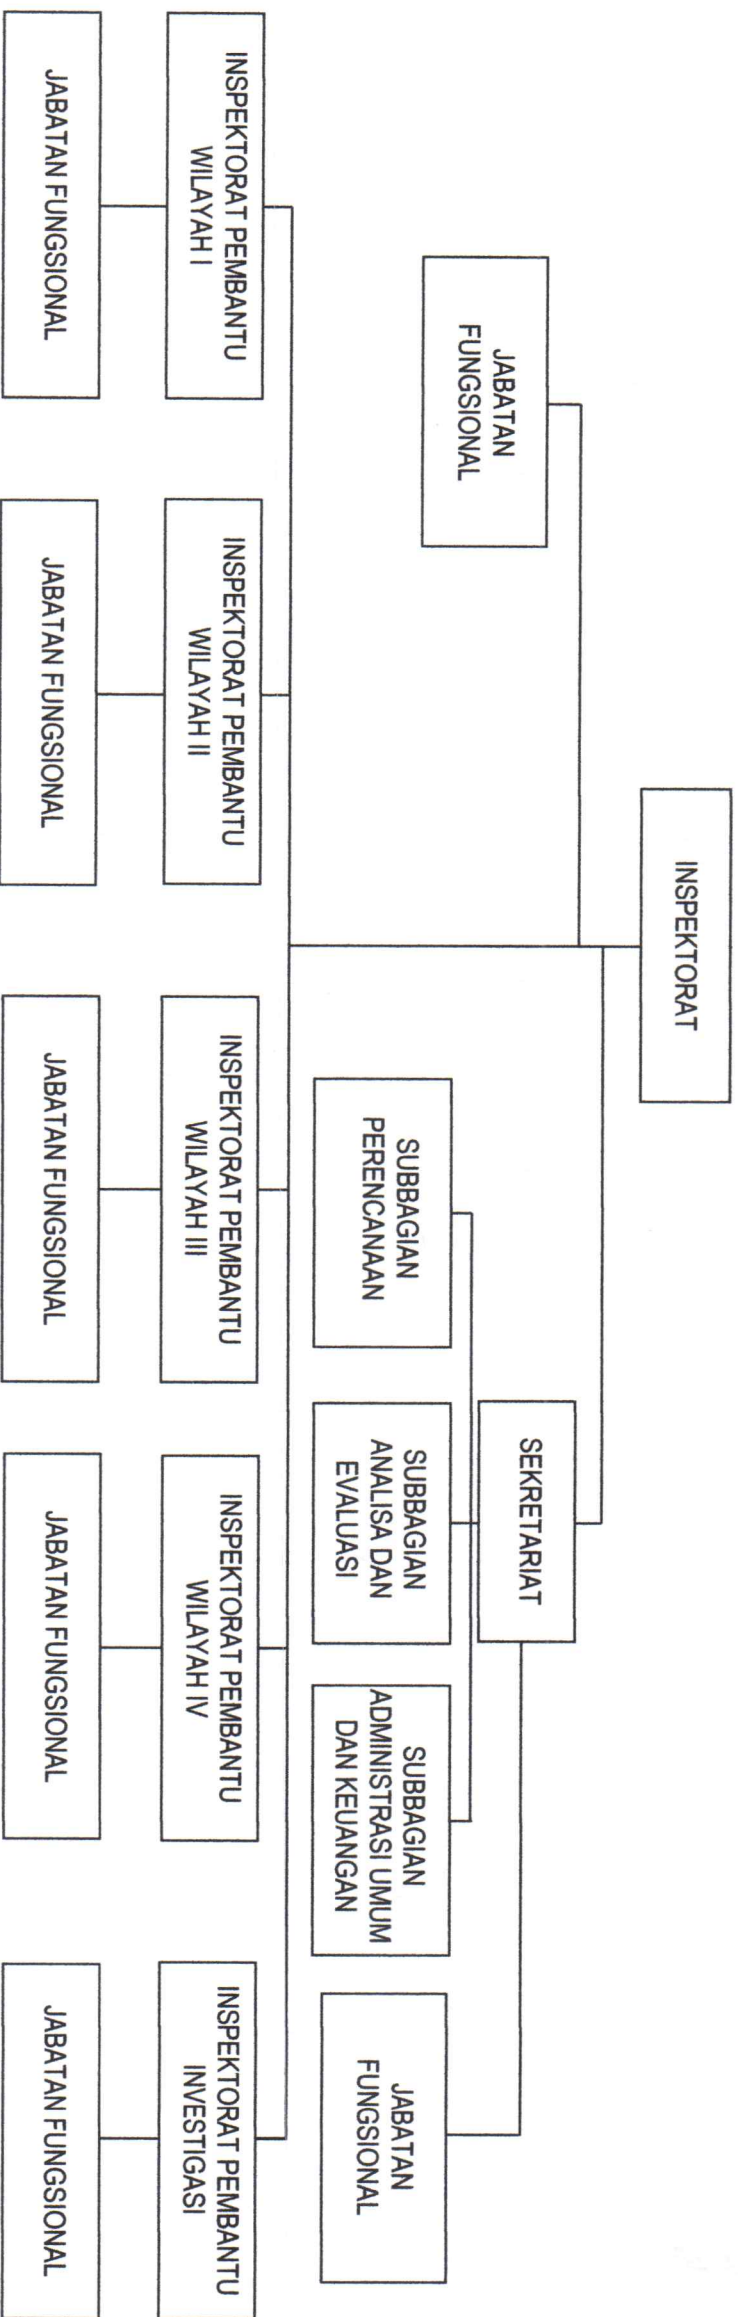 INSPEKTORAT
JABATAN
FUNGSIONAL
SEKRETARIAT
SUBBAGIAN
PERENCANAAN
SUBBAGIAN
ANALISA DAN
EVALUASI
SUBBAGIAN
ADMINISTRASI UMUM
DAN KEUANGAN
JABATAN
FUNGSIONAL
INSPEKTORAT PEMBANTU
WILAYAH I
INSPEKTORAT PEMBANTU
WILAYAH II
INSPEKTORAT PEMBANTU
WILAYAH III
INSPEKTORAT PEMBANTU
WILAYAH IV
INSPEKTORAT PEMBANTU
INVESTIGASI
JABATAN FUNGSIONAL
JABATAN FUNGSIONAL
JABATAN FUNGSIONAL
JABATAN FUNGSIONAL
JABATAN FUNGSIONAL